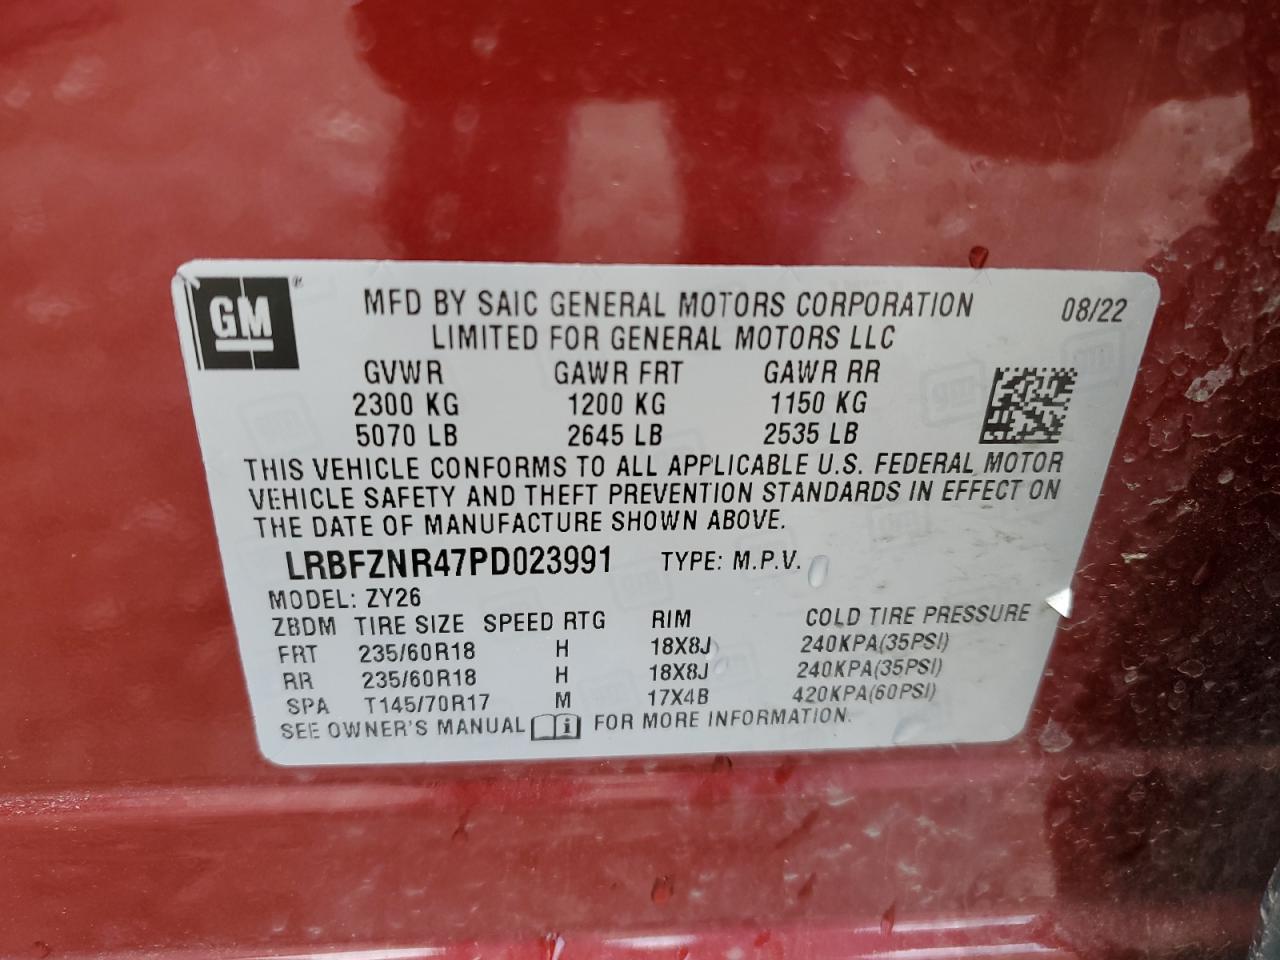 GM ®
MFD BY SAIC GENERAL MOTORS CORPORATION 08/22
LIMITED FOR GENERAL MOTORS LLC
GVWR GAWR FRT GAWR RR
2300 KG 1200 KG 1150 KG
5070 LB 2645 LB 2535 LB
THIS VEHICLE CONFORMS TO ALL APPLICABLE U.S. FEDERAL MOTOR
VEHICLE SAFETY AND THEFT PREVENTION STANDARDS IN EFFECT ON
THE DATE OF MANUFACTURE SHOWN ABOVE.
LRBFZNR47PD023991 TYPE: M.P.V.
MODEL: ZY26
ZBDM TIRE SIZE SPEED RTG RIM COLD TIRE PRESSURE
FRT 235/60R18 H 18X8J 240KPA(35PSI)
RR 235/60R18 H 18X8J 240KPA(35PSI)
SPA T145/70R17 M 17X4B 420KPA(60PSI)
SEE OWNER'S MANUAL i FOR MORE INFORMATION.